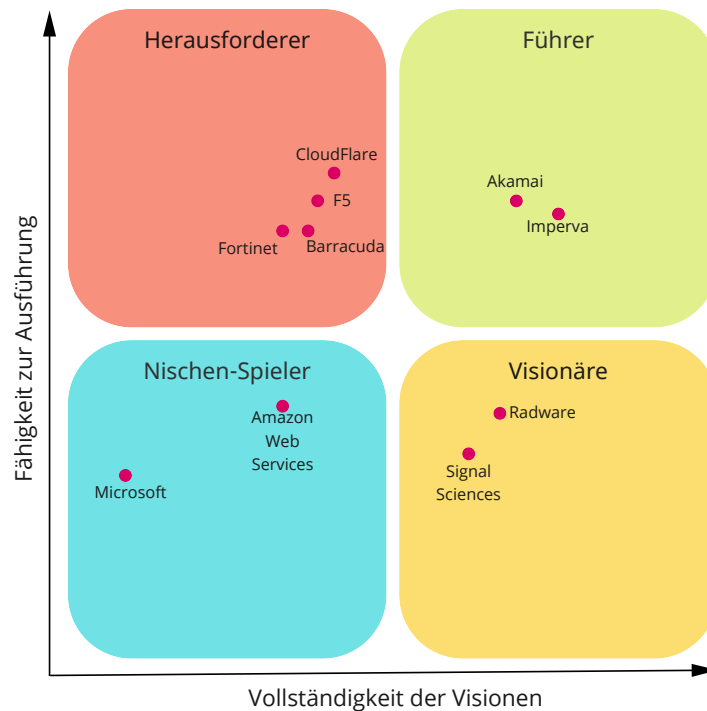 Herausforderer
Führer
CloudFlare
F5
Fortinet
Barracuda
Akamai
Imperva
Nischen-Spieler
Visionäre
Amazon
Web
Services
Microsoft
Radware
Signal
Sciences
Fähigkeit zur Ausführung
Vollständigkeit der Visionen